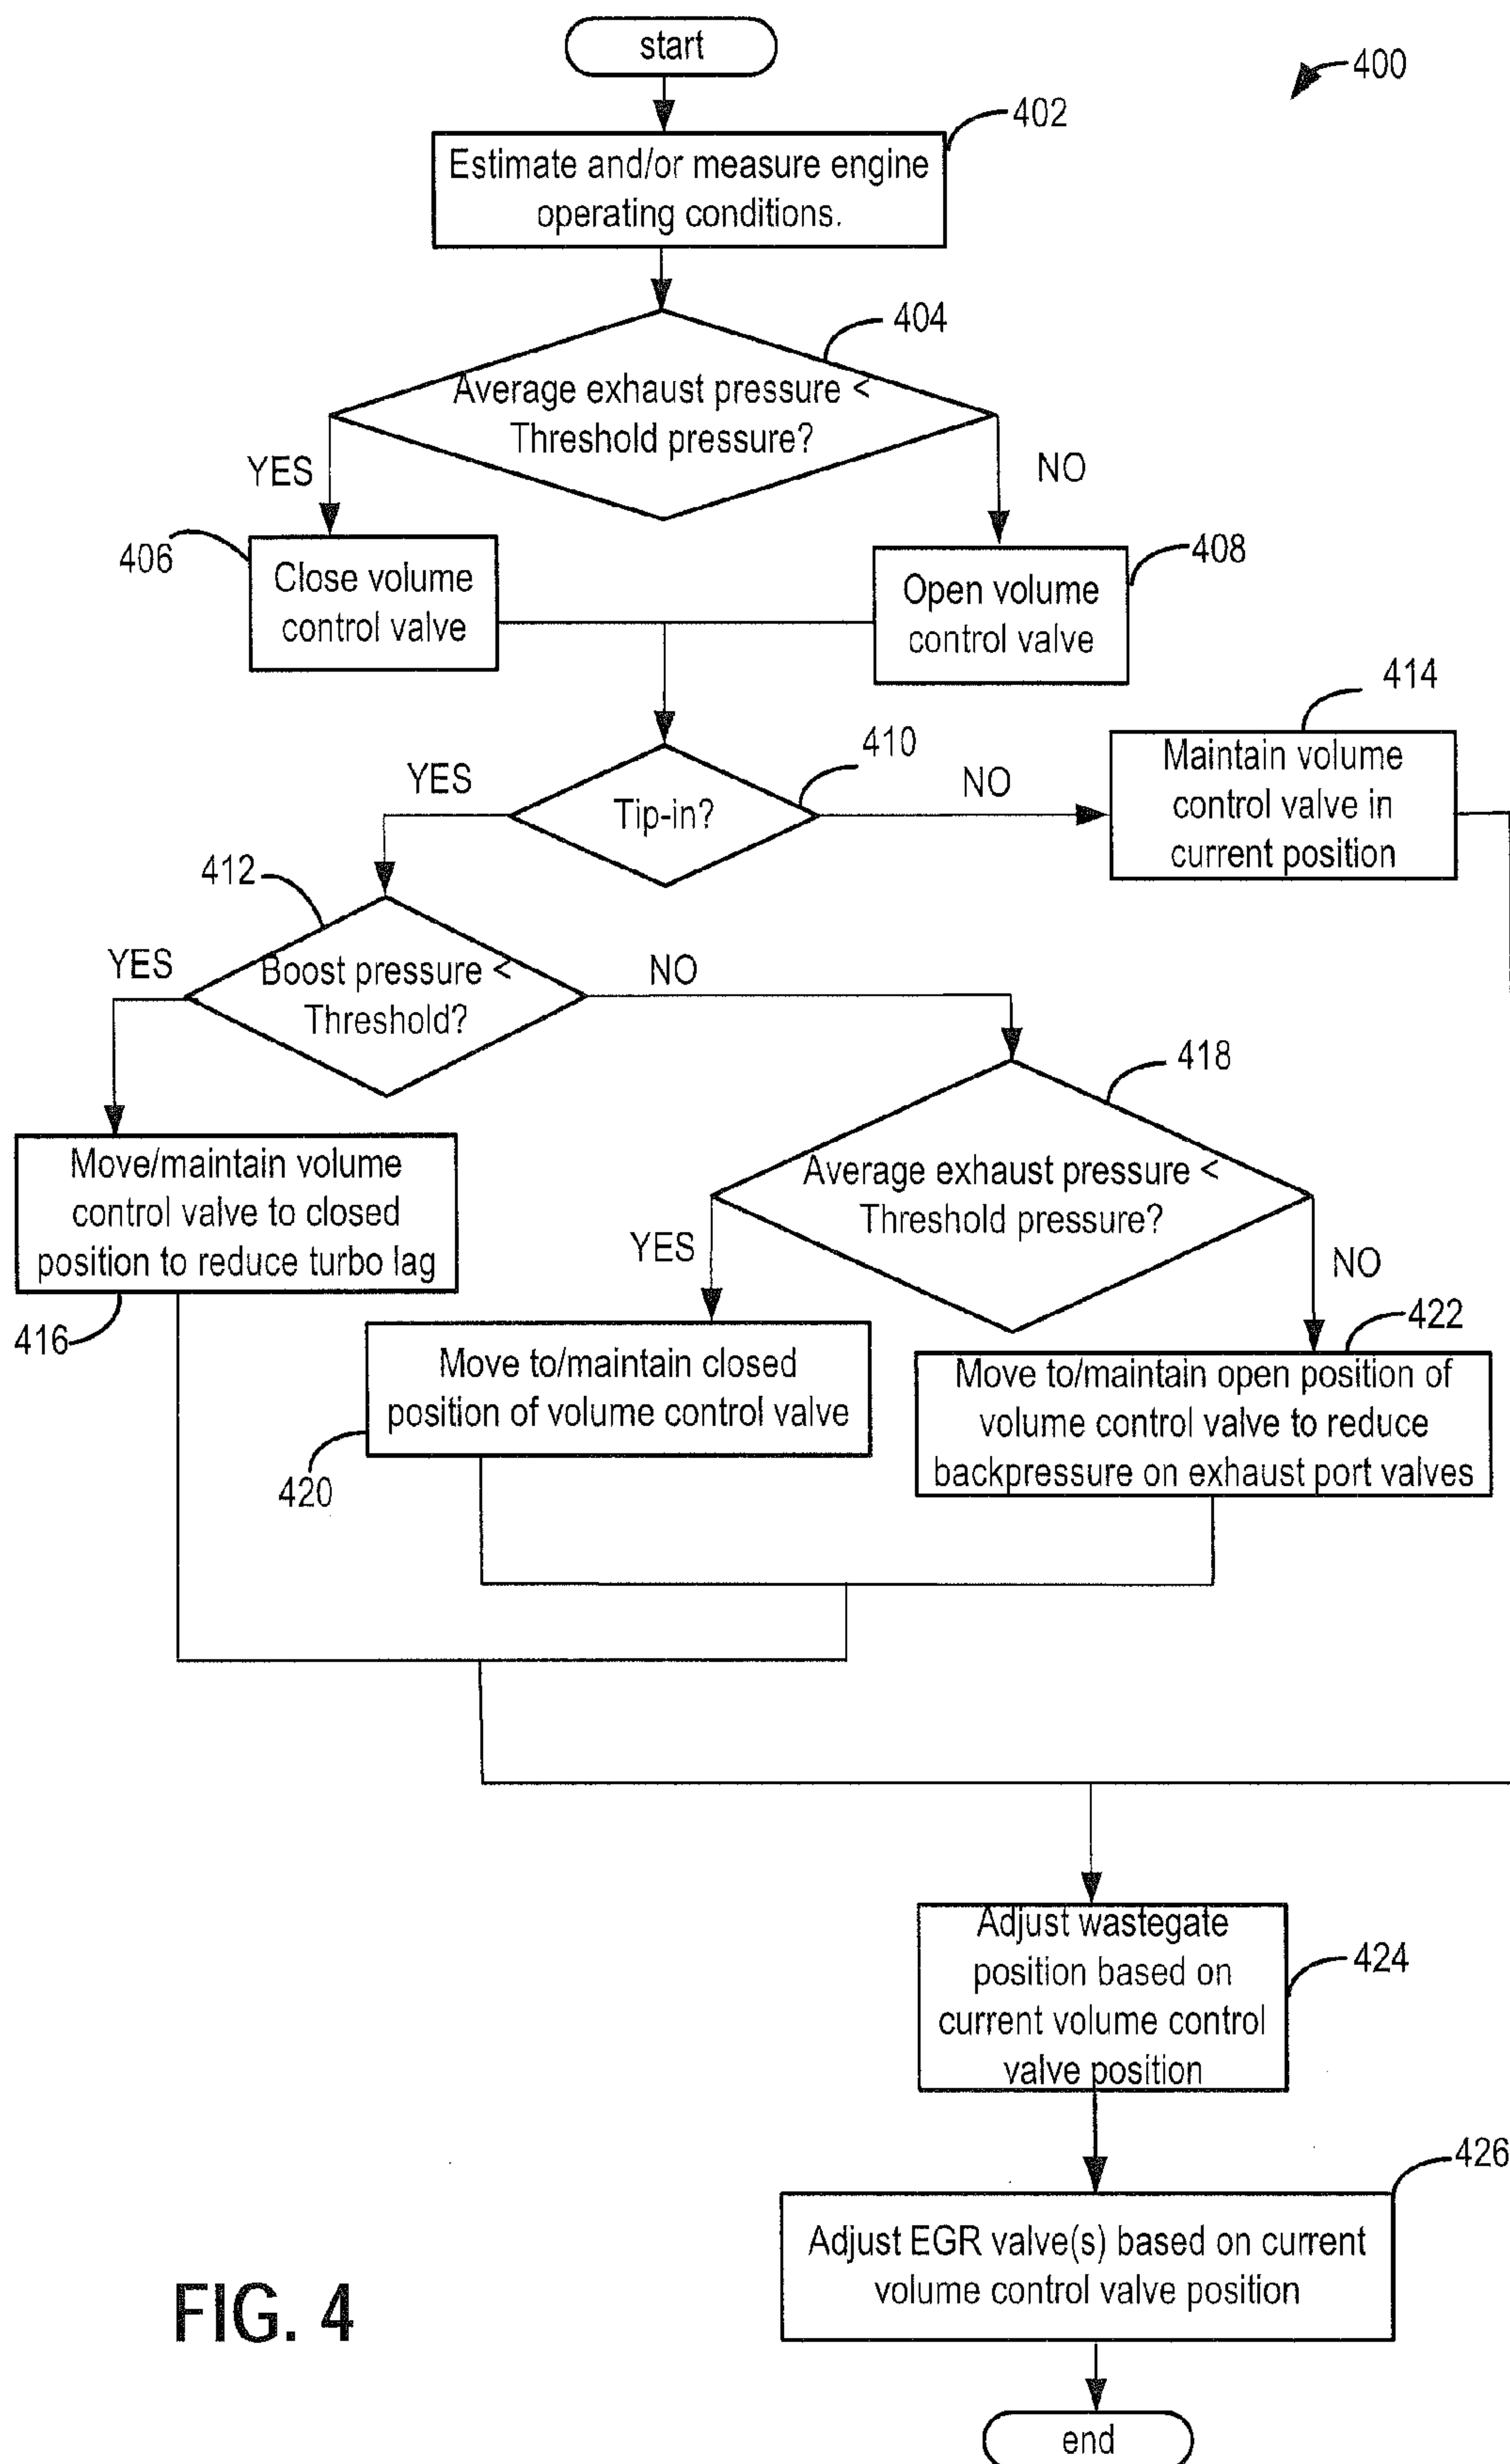 start
400
402
Estimate and/or measure engine
operating conditions.
404
Average exhaust pressure <
Threshold pressure?
YES
NO
406
Close volume
control valve
408
Open volume
control valve
414
Maintain volume
control valve in
current position
410
YES
Tip-in?
NO
412
YES
Boost pressure <
Threshold?
NO
418
Average exhaust pressure <
Threshold pressure?
YES
NO
Move/maintain volume
control valve to closed
position to reduce turbo lag
416
Move to/maintain closed
position of volume control valve
420
422
Move to/maintain open position of
volume control valve to reduce
backpressure on exhaust port valves
Adjust wastegate
position based on
current volume control
valve position
424
426
Adjust EGR valve(s) based on current
volume control valve position
end
FIG. 4